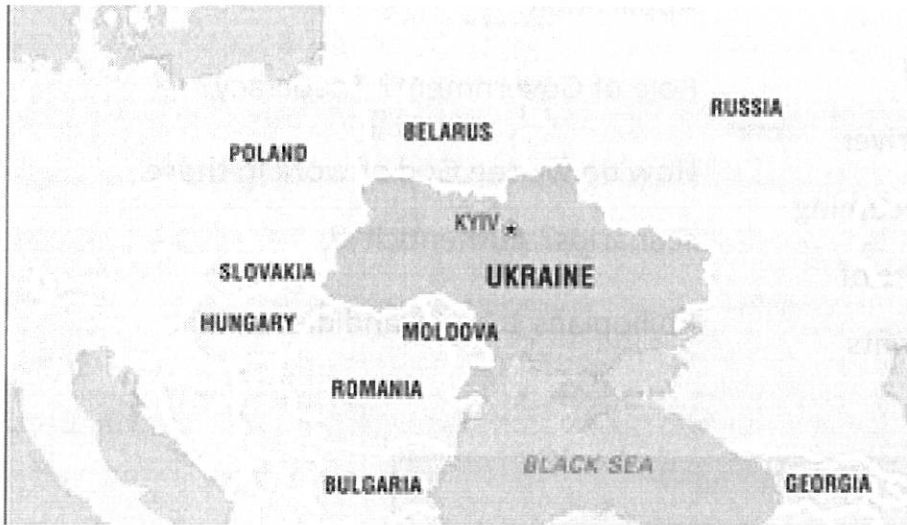 RUSSIA
BELARUS
POLAND
KYIV
SLOVAKIA
UKRAINE
HUNGARY
MOLDOVA
ROMANIA
BLACK SEA
BULGARIA
GEORGIA